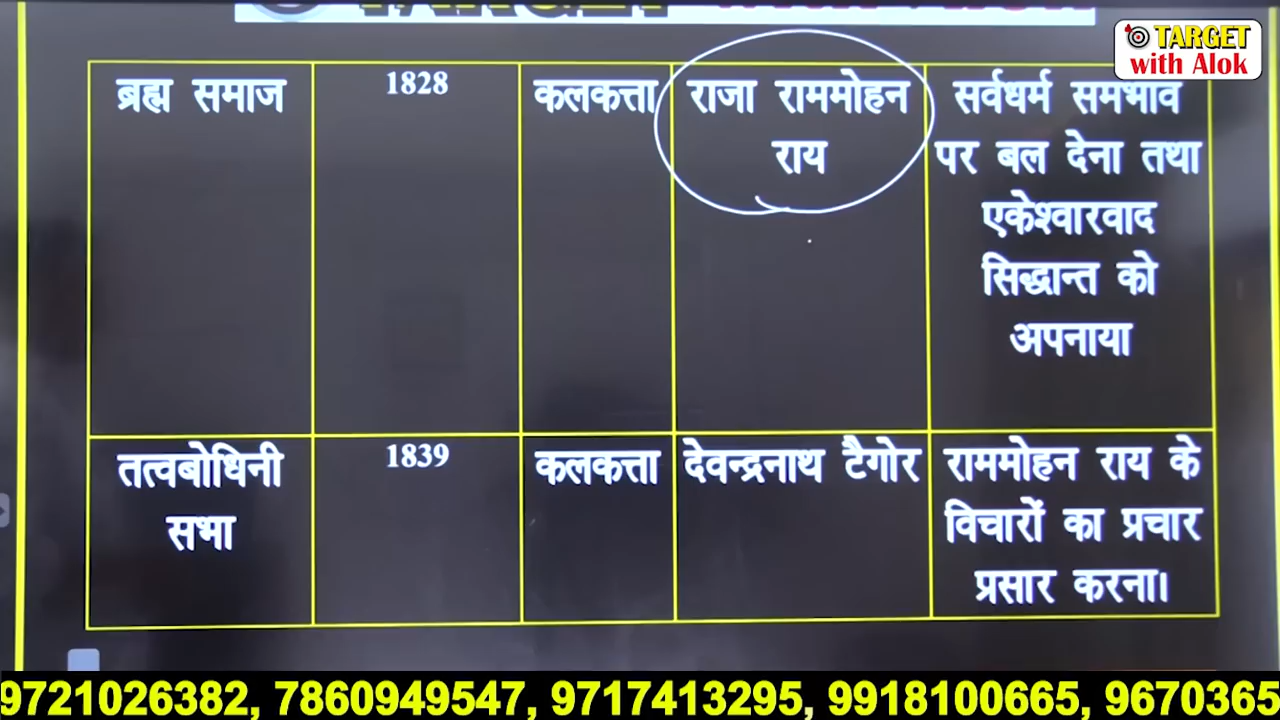 TARGET
with Alok
ब्रह्म समाज
1828
कलकत्ता
राजा राममोहन
राय
सर्वधर्म समभाव
पर बल देना तथा
एकेश्वारवाद
सिद्धान्त को
अपनाया
तत्वबोधिनी
सभा
1839
कलकत्ता
देवन्द्रनाथ टैगोर
राममोहन राय के
विचारों का प्रचार
प्रसार करना।
9721026382, 7860949547, 9717413295, 9918100665, 9670365